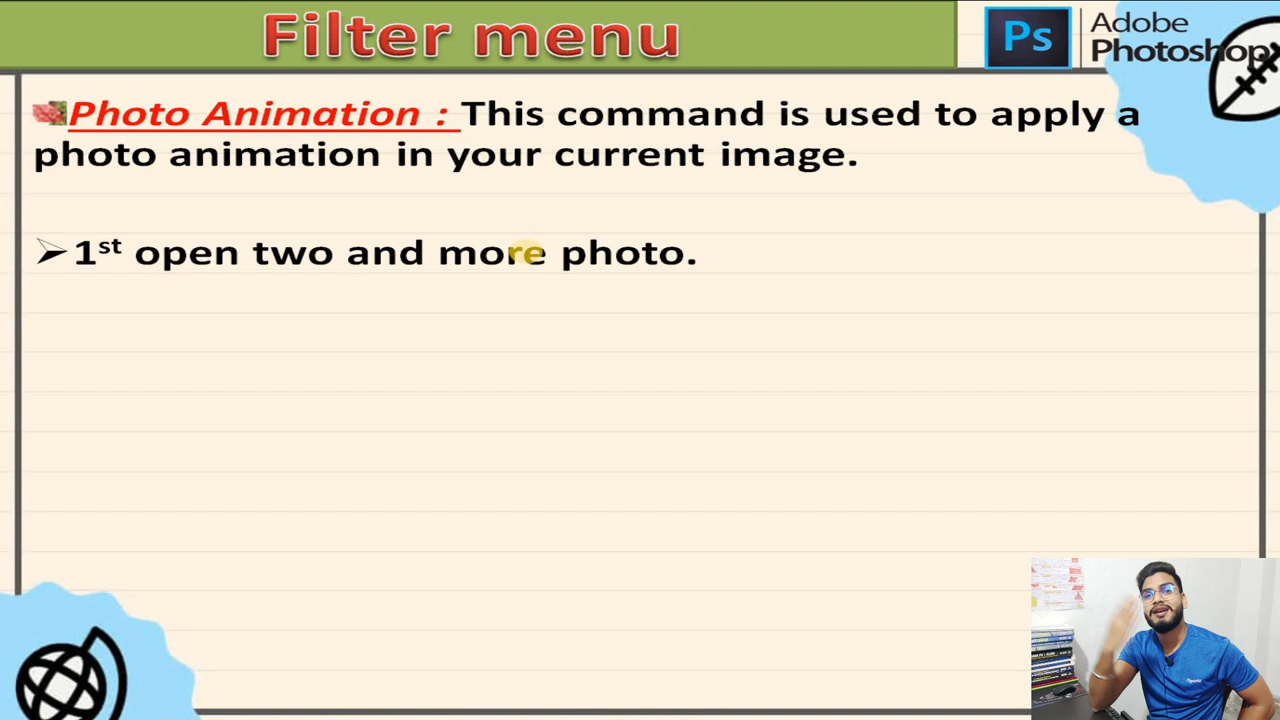 Filter menu
Ps
Adobe
Photoshop
Photo Animation : This command is used to apply a
photo animation in your current image.
1st open two and more photo.